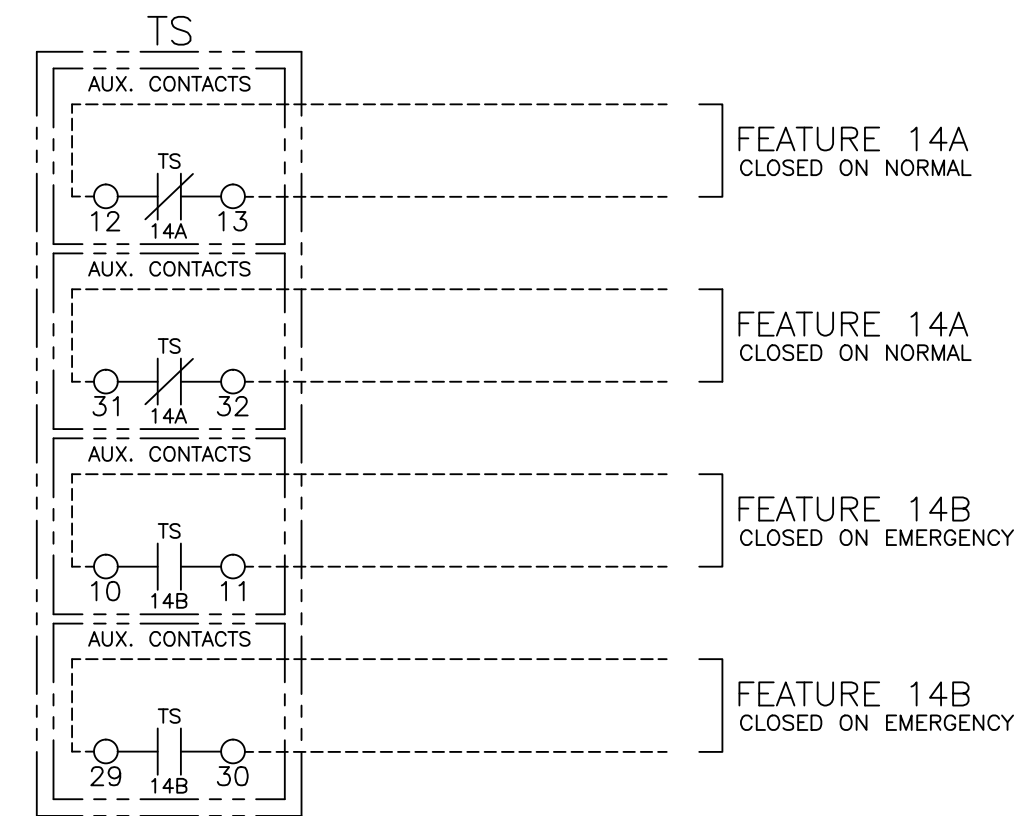 TS
AUX. CONTACTS
TS
12 13
14A
FEATURE 14A
CLOSED ON NORMAL
AUX. CONTACTS
TS
31 32
14A
FEATURE 14A
CLOSED ON NORMAL
AUX. CONTACTS
TS
10 11
14B
FEATURE 14B
CLOSED ON EMERGENCY
AUX. CONTACTS
TS
29 30
14B
FEATURE 14B
CLOSED ON EMERGENCY